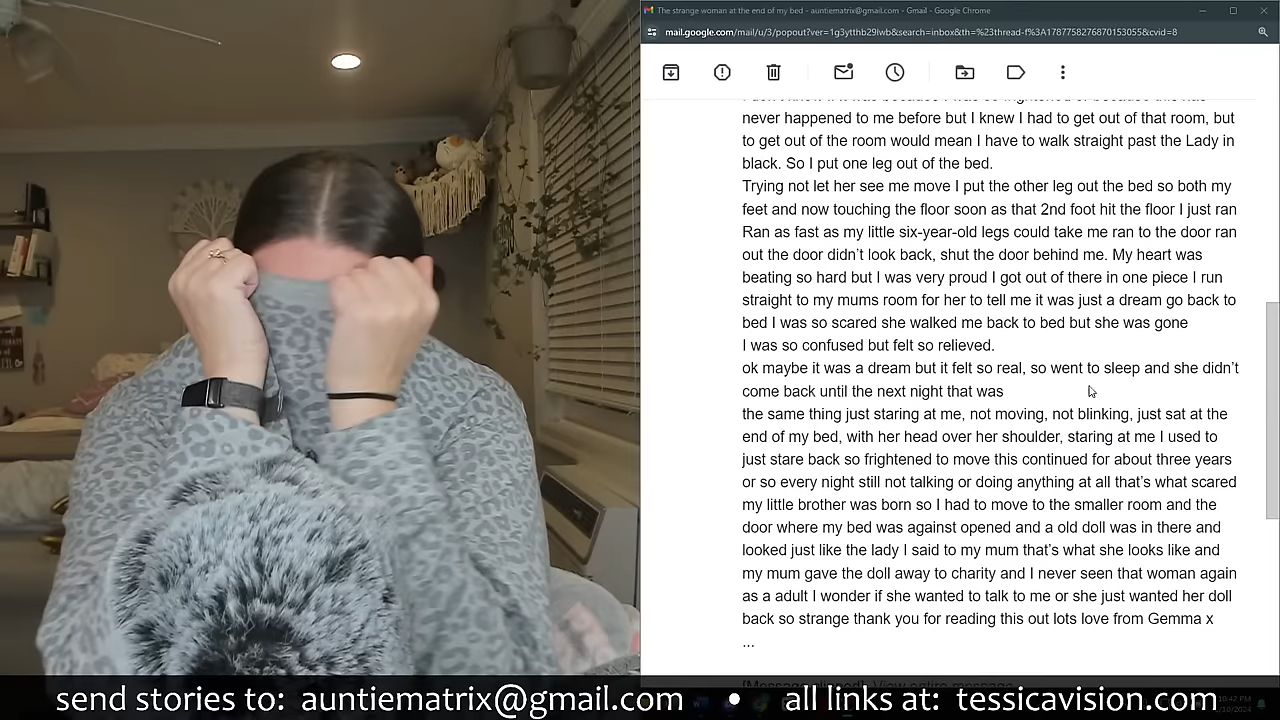 The strange woman at the end of my bed - auntiematrix@gmail.com - Gmail - Google Chrome
mail.google.com/mail/u/3/popout?ver=1g3ytthb29lwb&search=inbox&th=%23thread-f%3A1787758276870153055&cvid=8
never happened to me before but I knew I had to get out of that room, but
to get out of the room would mean I have to walk straight past the Lady in
black. So I put one leg out of the bed.
Trying not let her see me move I put the other leg out the bed so both my
feet and now touching the floor soon as that 2nd foot hit the floor I just ran
Ran as fast as my little six-year-old legs could take me ran to the door ran
out the door didn’t look back, shut the door behind me. My heart was
beating so hard but I was very proud I got out of there in one piece I run
straight to my mums room for her to tell me it was just a dream go back to
bed I was so scared she walked me back to bed but she was gone
I was so confused but felt so relieved.
ok maybe it was a dream but it felt so real, so went to sleep and she didn’t
come back until the next night that was
the same thing just staring at me, not moving, not blinking, just sat at the
end of my bed, with her head over her shoulder, staring at me I used to
just stare back so frightened to move this continued for about three years
or so every night still not talking or doing anything at all that’s what scared
my little brother was born so I had to move to the smaller room and the
door where my bed was against opened and a old doll was in there and
looked just like the lady I said to my mum that’s what she looks like and
my mum gave the doll away to charity and I never seen that woman again
as a adult I wonder if she wanted to talk to me or she just wanted her doll
back so strange thank you for reading this out lots love from Gemma x
...
[Message clipped] View entire message
send stories to: auntiematrix@gmail.com • all links at: tessicavision.com